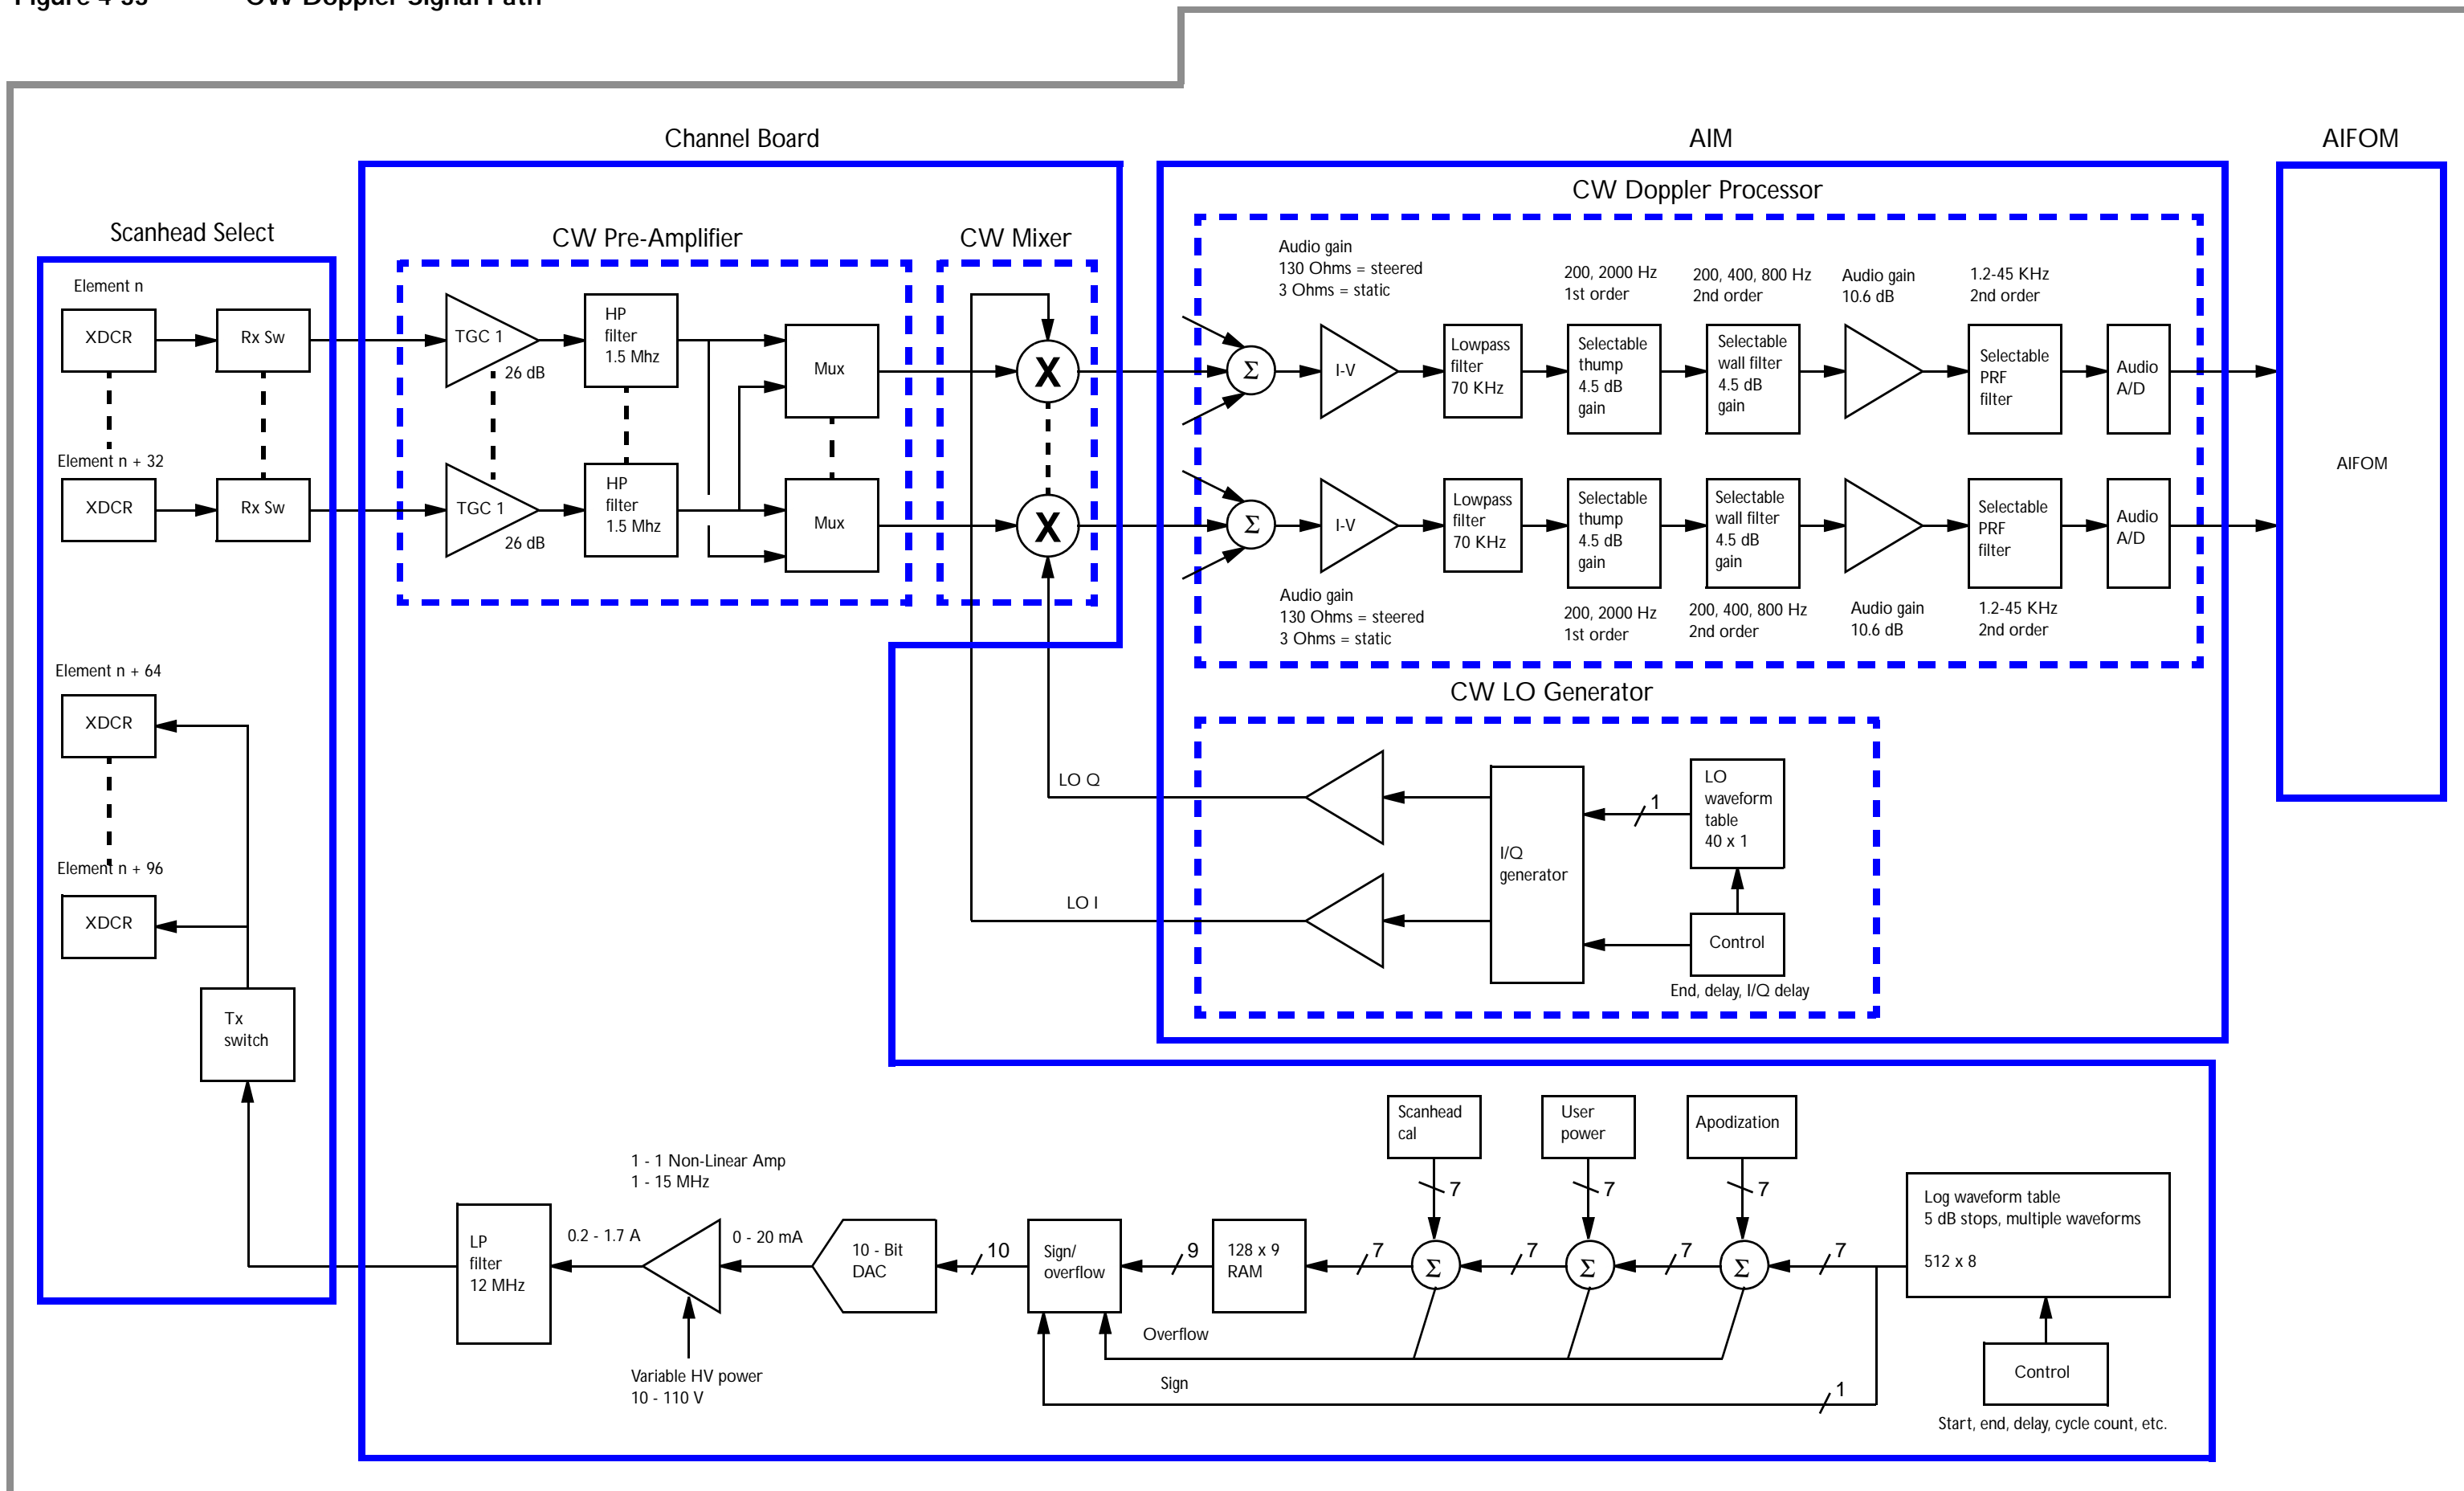 Channel Board
AIM
AIFOM
CW Doppler Processor
Scanhead Select
CW Pre-Amplifier
CW Mixer
Audio gain
130 Ohms = steered
3 Ohms = static
200, 2000 Hz
1st order
200, 400, 800 Hz
2nd order
Audio gain
10.6 dB
1.2-45 KHz
2nd order
Element n
XDCR
Rx Sw
TGC 1
26 dB
HP
filter
1.5 Mhz
Mux
X
Σ
I-V
Lowpass
filter
70 KHz
Selectable
thump
4.5 dB
gain
Selectable
wall filter
4.5 dB
gain
Selectable
PRF
filter
Audio
A/D
AIFOM
Element n + 32
XDCR
Rx Sw
TGC 1
26 dB
HP
filter
1.5 Mhz
Mux
X
Σ
I-V
Lowpass
filter
70 KHz
Selectable
thump
4.5 dB
gain
Selectable
wall filter
4.5 dB
gain
Selectable
PRF
filter
Audio
A/D
Audio gain
130 Ohms = steered
3 Ohms = static
200, 2000 Hz
1st order
200, 400, 800 Hz
2nd order
Audio gain
10.6 dB
1.2-45 KHz
2nd order
Element n + 64
XDCR
Element n + 96
XDCR
Tx
switch
CW LO Generator
LO Q
LO I
I/Q
generator
1
LO
waveform
table
40 x 1
Control
End, delay, I/Q delay
Scanhead
cal
User
power
Apodization
7
7
7
1 - 1 Non-Linear Amp
1 - 15 MHz
LP
filter
12 MHz
0.2 - 1.7 A
0 - 20 mA
10 - Bit
DAC
10
Sign/
overflow
9
128 x 9
RAM
7
Σ
7
Σ
7
Σ
7
Log waveform table
5 dB stops, multiple waveforms
512 x 8
Overflow
Sign
1
Variable HV power
10 - 110 V
Control
Start, end, delay, cycle count, etc.